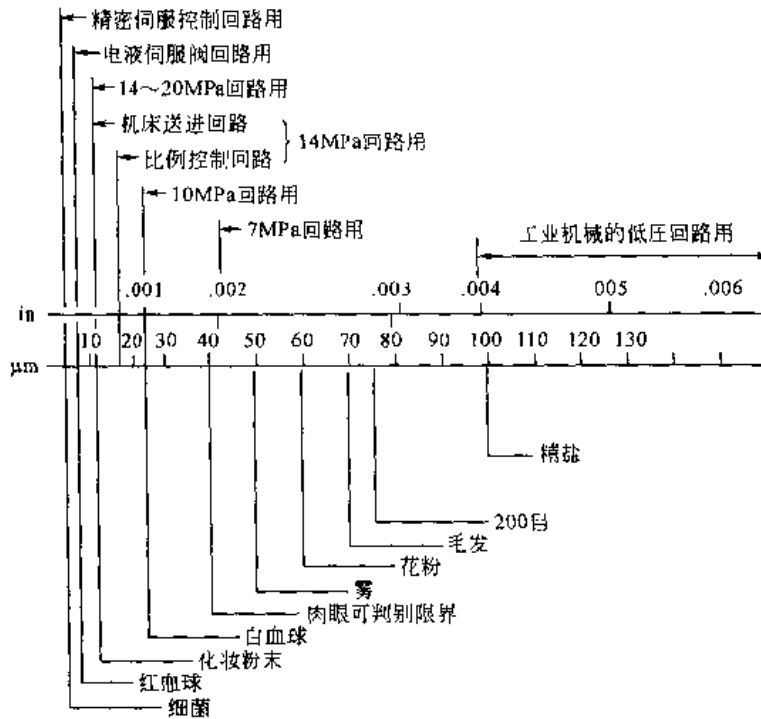 精密伺服控制回路用
电液伺服阀回路用
14～20MPa回路用
机床送进回路
比例控制回路
14MPa回路用
10MPa回路用
7MPa回路用
工业机械的低压回路用
in .001 .002 .003 .004 005 .006
μm 10 20 30 40 50 60 70 80 90 100 110 120 130
精盐
200目
毛发
花粉
雾
肉眼可判别限界
白血球
化妆粉末
红血球
细菌